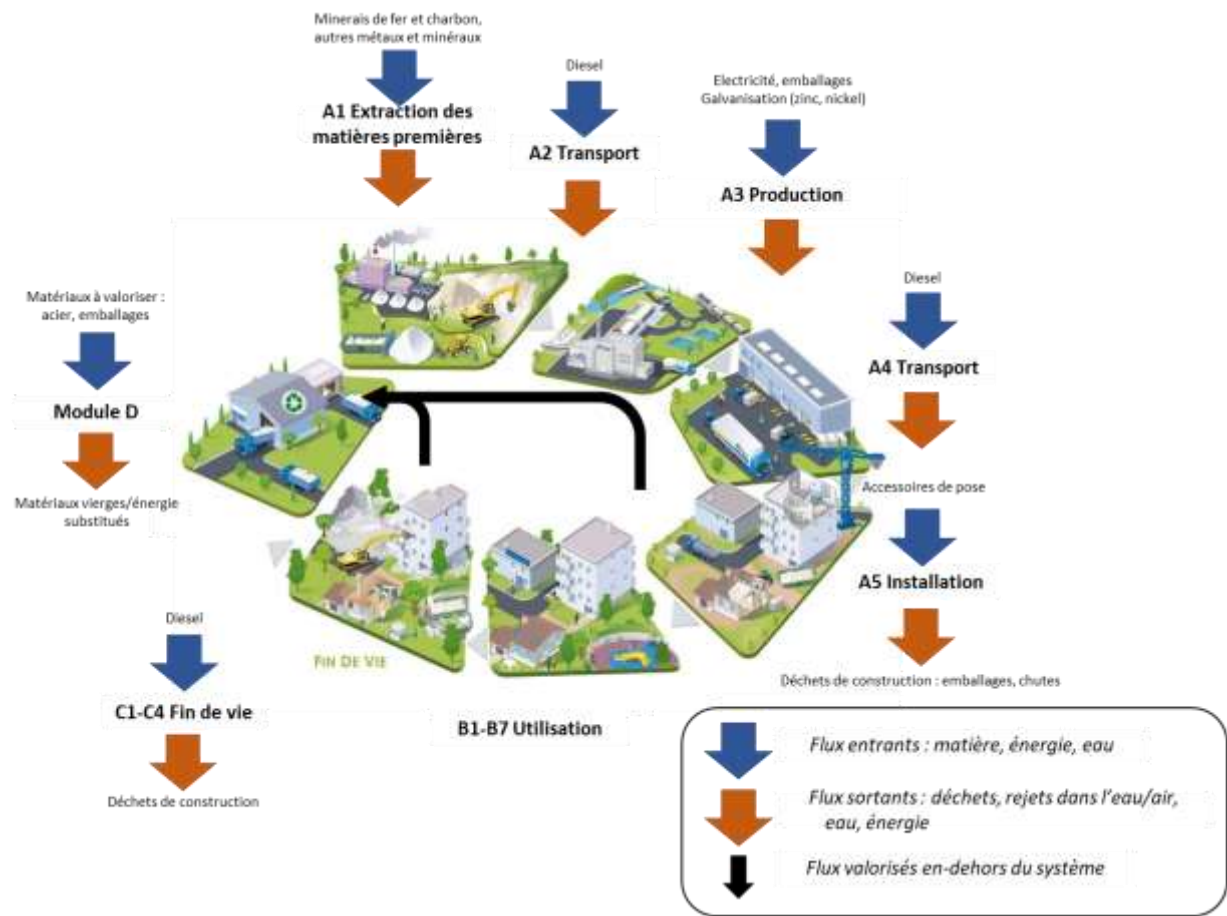 Minerais de fer et charbon,
autres métaux et minéraux
A1 Extraction des
matières premières
Diesel
A2 Transport
Electricité, emballages
Galvanisation (zinc, nickel)
A3 Production
Diesel
A4 Transport
Accessoires de pose
A5 Installation
Déchets de construction : emballages, chutes
Matériaux à valoriser :
acier, emballages
Module D
Matériaux vierges/énergie
substitués
Diesel
C1-C4 Fin de vie
Déchets de construction
FIN DE VIE
B1-B7 Utilisation
Flux entrants : matière, énergie, eau
Flux sortants : déchets, rejets dans l'eau/air,
eau, énergie
Flux valorisés en-dehors du système